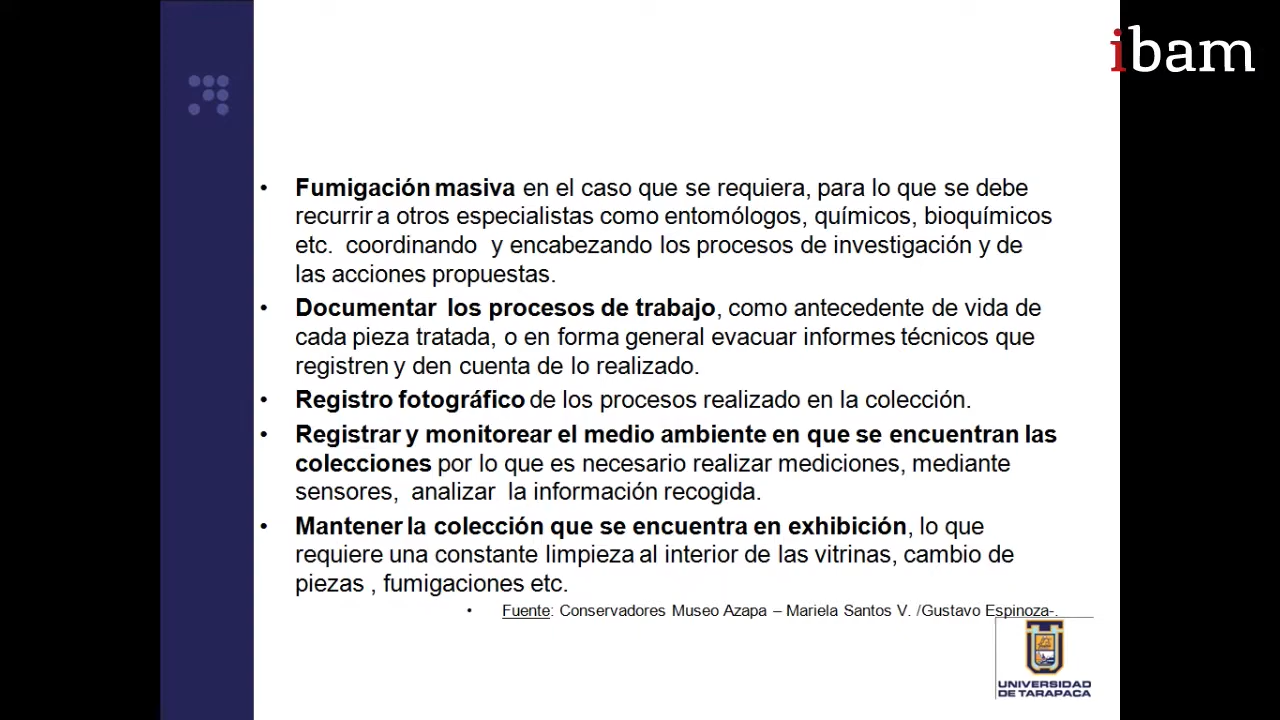 ibam
• Fumigación masiva en el caso que se requiera, para lo que se debe
recurrir a otros especialistas como entomólogos, químicos, bioquímicos
etc. coordinando y encabezando los procesos de investigación y de
las acciones propuestas.
• Documentar los procesos de trabajo, como antecedente de vida de
cada pieza tratada, o en forma general evacuar informes técnicos que
registren y den cuenta de lo realizado.
• Registro fotográfico de los procesos realizado en la colección.
• Registrar y monitorear el medio ambiente en que se encuentran las
colecciones por lo que es necesario realizar mediciones, mediante
sensores, analizar la información recogida.
• Mantener la colección que se encuentra en exhibición, lo que
requiere una constante limpieza al interior de las vitrinas, cambio de
piezas , fumigaciones etc.
• Fuente: Conservadores Museo Azapa – Mariela Santos V. /Gustavo Espinoza-.
UNIVERSIDAD
DE TARAPACA